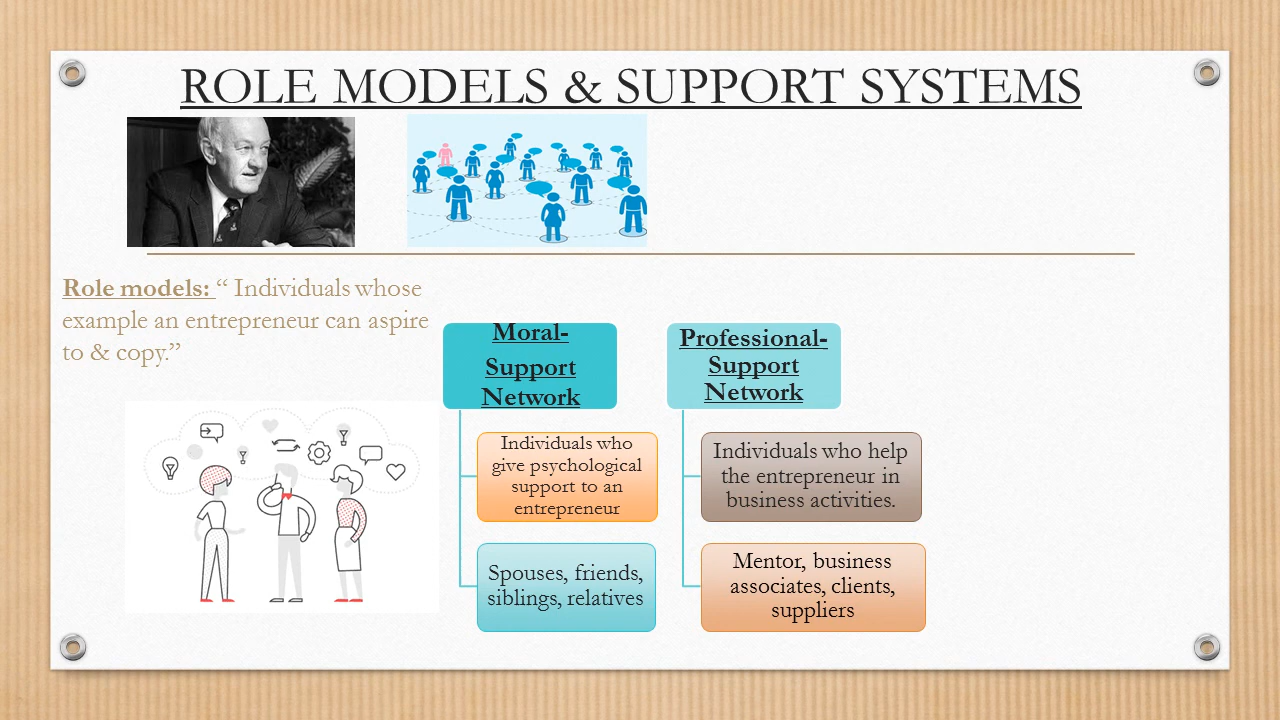 ROLE MODELS & SUPPORT SYSTEMS
Role models: “ Individuals whose
example an entrepreneur can aspire
to & copy.”
Moral-
Support
Network
Individuals who
give psychological
support to an
entrepreneur
Spouses, friends,
siblings, relatives
Professional-
Support
Network
Individuals who help
the entrepreneur in
business activities.
Mentor, business
associates, clients,
suppliers